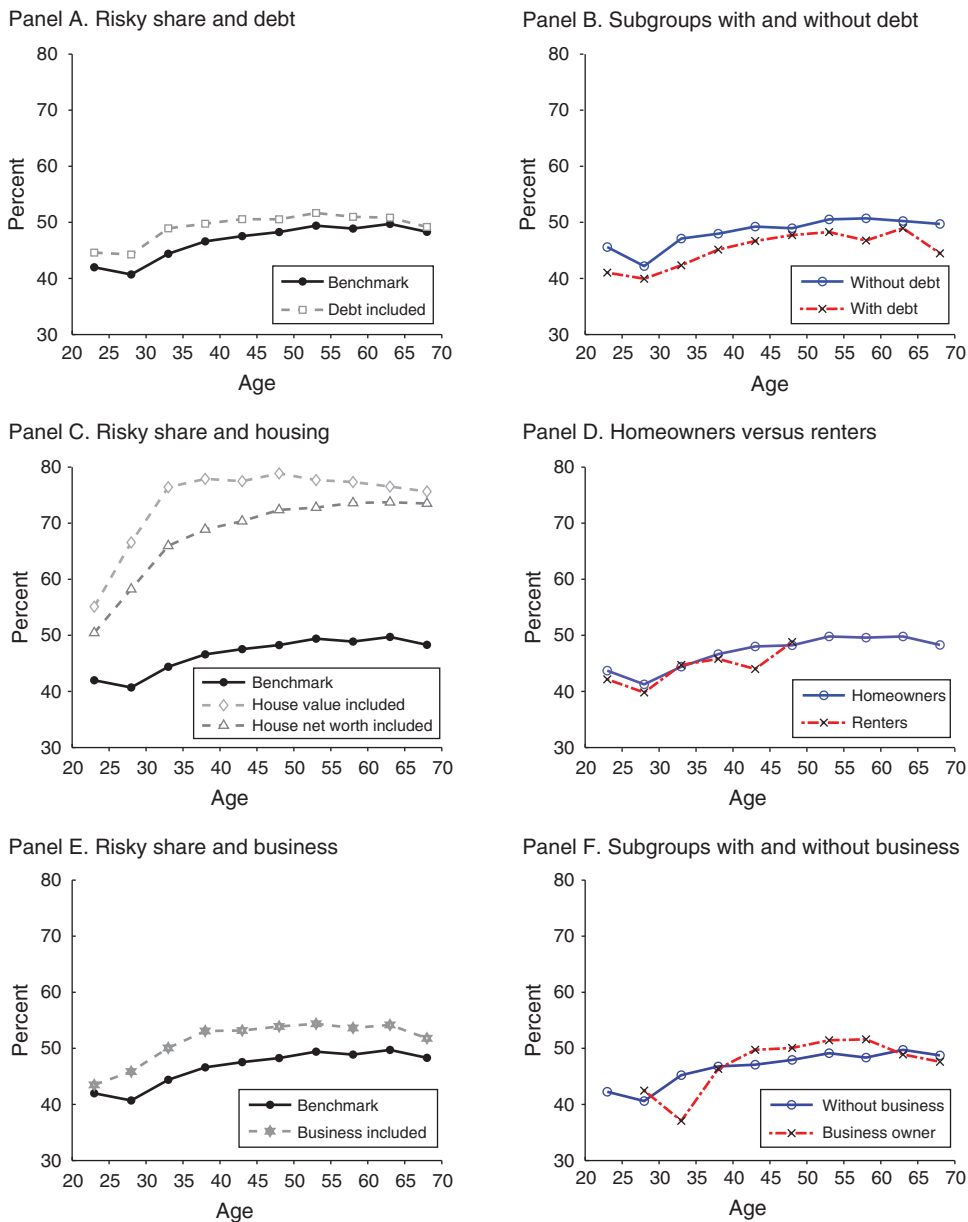 Panel A. Risky share and debt
80
70
60
50
40
30
Percent
20 25 30 35 40 45 50 55 60 65 70
Age
Benchmark
Debt included
Panel B. Subgroups with and without debt
80
70
60
50
40
30
Percent
20 25 30 35 40 45 50 55 60 65 70
Age
Without debt
With debt
Panel C. Risky share and housing
80
70
60
50
40
30
Percent
20 25 30 35 40 45 50 55 60 65 70
Age
Benchmark
House value included
House net worth included
Panel D. Homeowners versus renters
80
70
60
50
40
30
Percent
20 25 30 35 40 45 50 55 60 65 70
Age
Homeowners
Renters
Panel E. Risky share and business
80
70
60
50
40
30
Percent
20 25 30 35 40 45 50 55 60 65 70
Age
Benchmark
Business included
Panel F. Subgroups with and without business
80
70
60
50
40
30
Percent
20 25 30 35 40 45 50 55 60 65 70
Age
Without business
Business owner